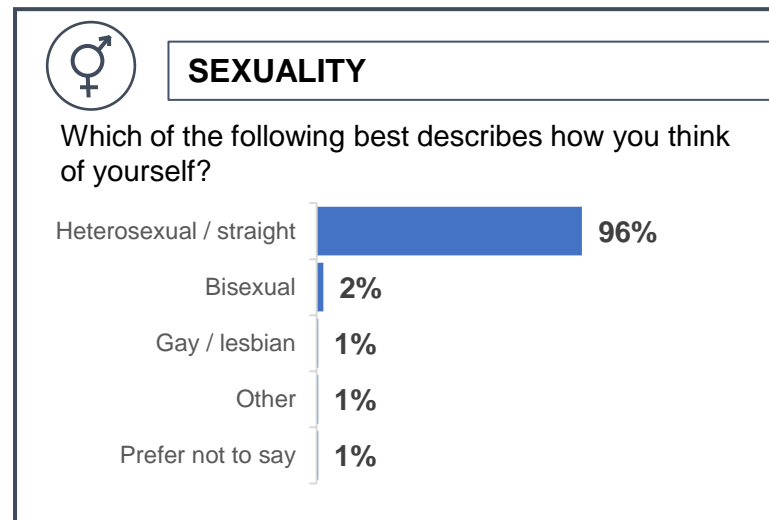 SEXUALITY
Which of the following best describes how you think
of yourself?
Heterosexual / straight 96%
Bisexual 2%
Gay / lesbian 1%
Other 1%
Prefer not to say 1%